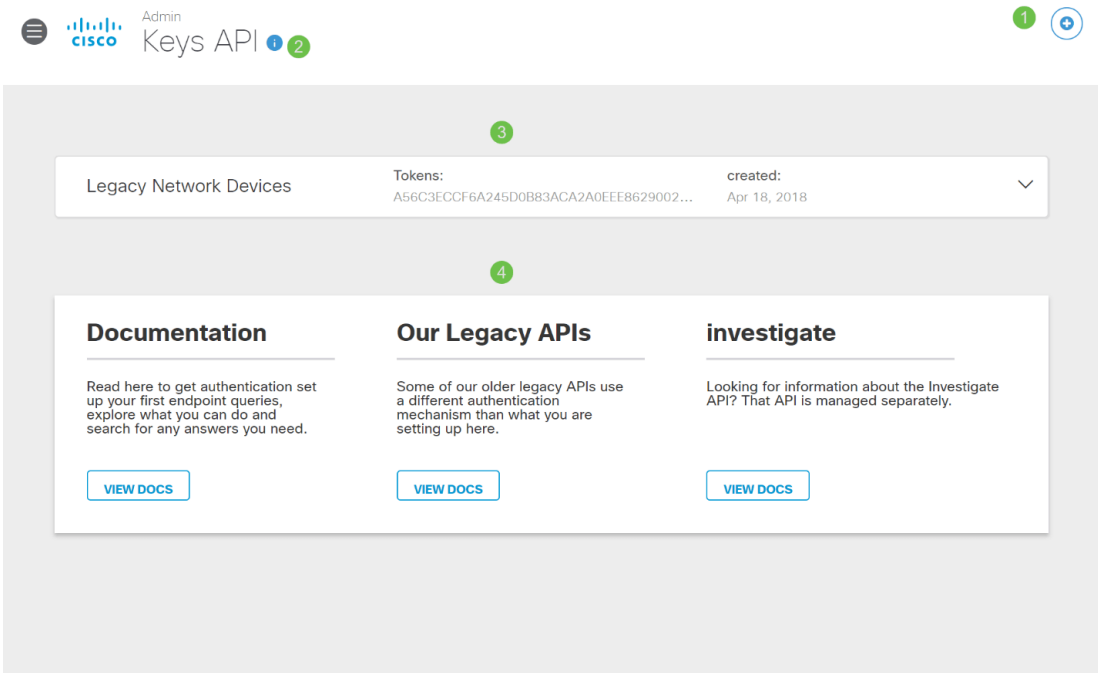 Admin
CISCO
Keys API
i
2
1
3
Legacy Network Devices
Tokens:
A56C3ECCF6A245D0B83ACA2A0EEE8629002...
created:
Apr 18, 2018
4
Documentation
Read here to get authentication set
up your first endpoint queries,
explore what you can do and
search for any answers you need.
VIEW DOCS
Our Legacy APIs
Some of our older legacy APIs use
a different authentication
mechanism than what you are
setting up here.
VIEW DOCS
investigate
Looking for information about the Investigate
API? That API is managed separately.
VIEW DOCS